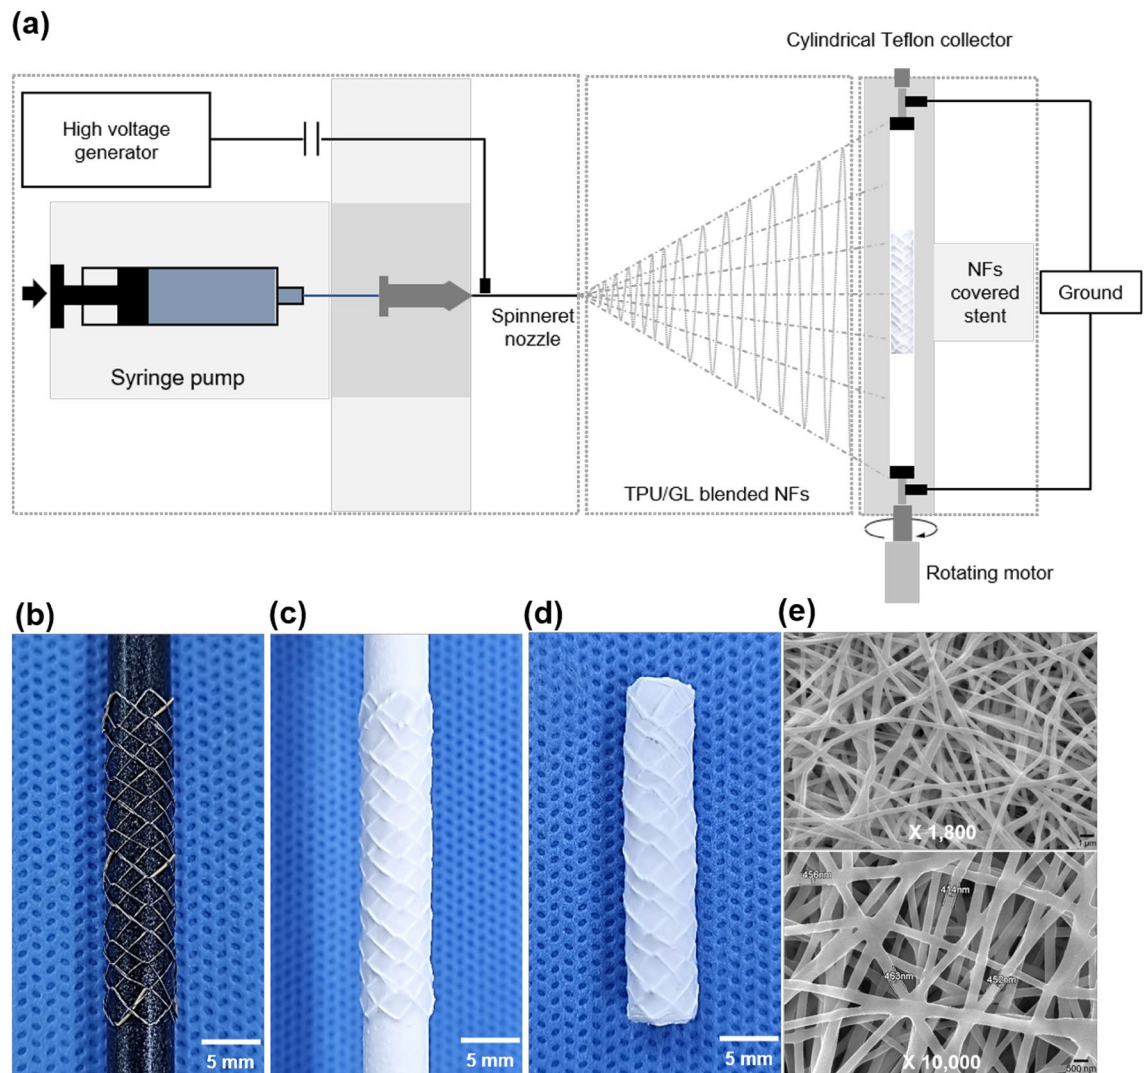 (a)
Cylindrical Teflon collector
High voltage
generator
Syringe pump
Spinneret
nozzle
TPU/GL blended NFs
NFs
covered
stent
Ground
Rotating motor
(b)
(c)
(d)
(e)
5 mm
5 mm
5 mm
X 1,800
1 µm
456nm
414nm
463nm
452nm
X 10,000
500 nm